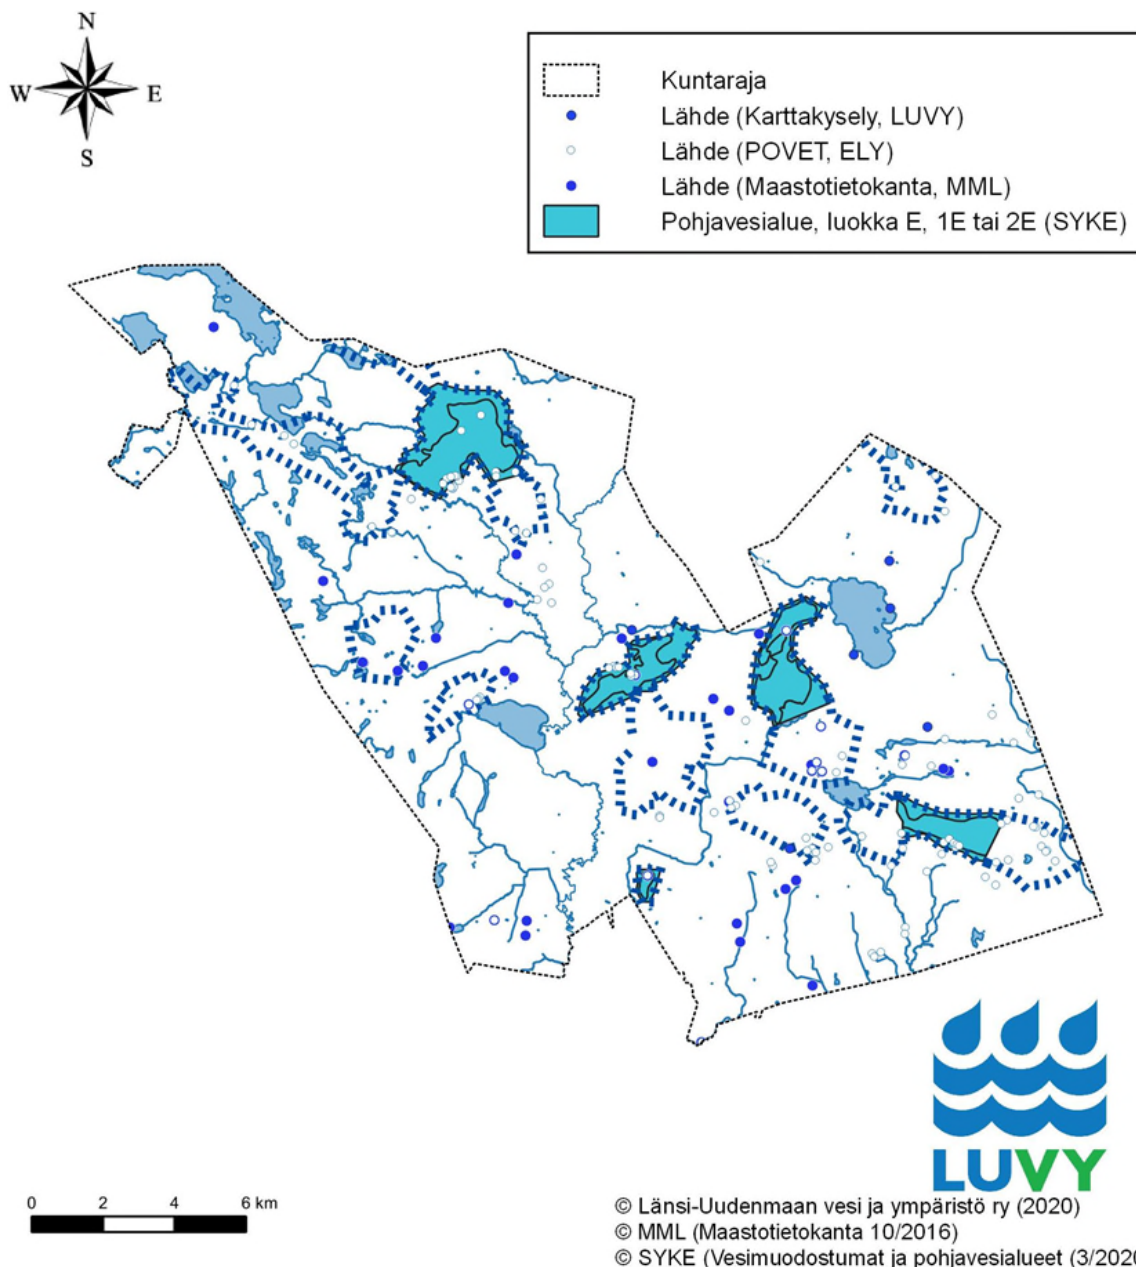 N
W E
S
Kuntaraja
Lähde (Karttakysely, LUVY)
Lähde (POVET, ELY)
Lähde (Maastotietokanta, MML)
Pohjavesialue, luokka E, 1E tai 2E (SYKE)
LUVY
0 2 4 6 km
© Länsi-Uudenmaan vesi ja ympäristö ry (2020)
© MML (Maastotietokanta 10/2016)
© SYKE (Vesimuodostumat ja pohjavesialueet (3/2020